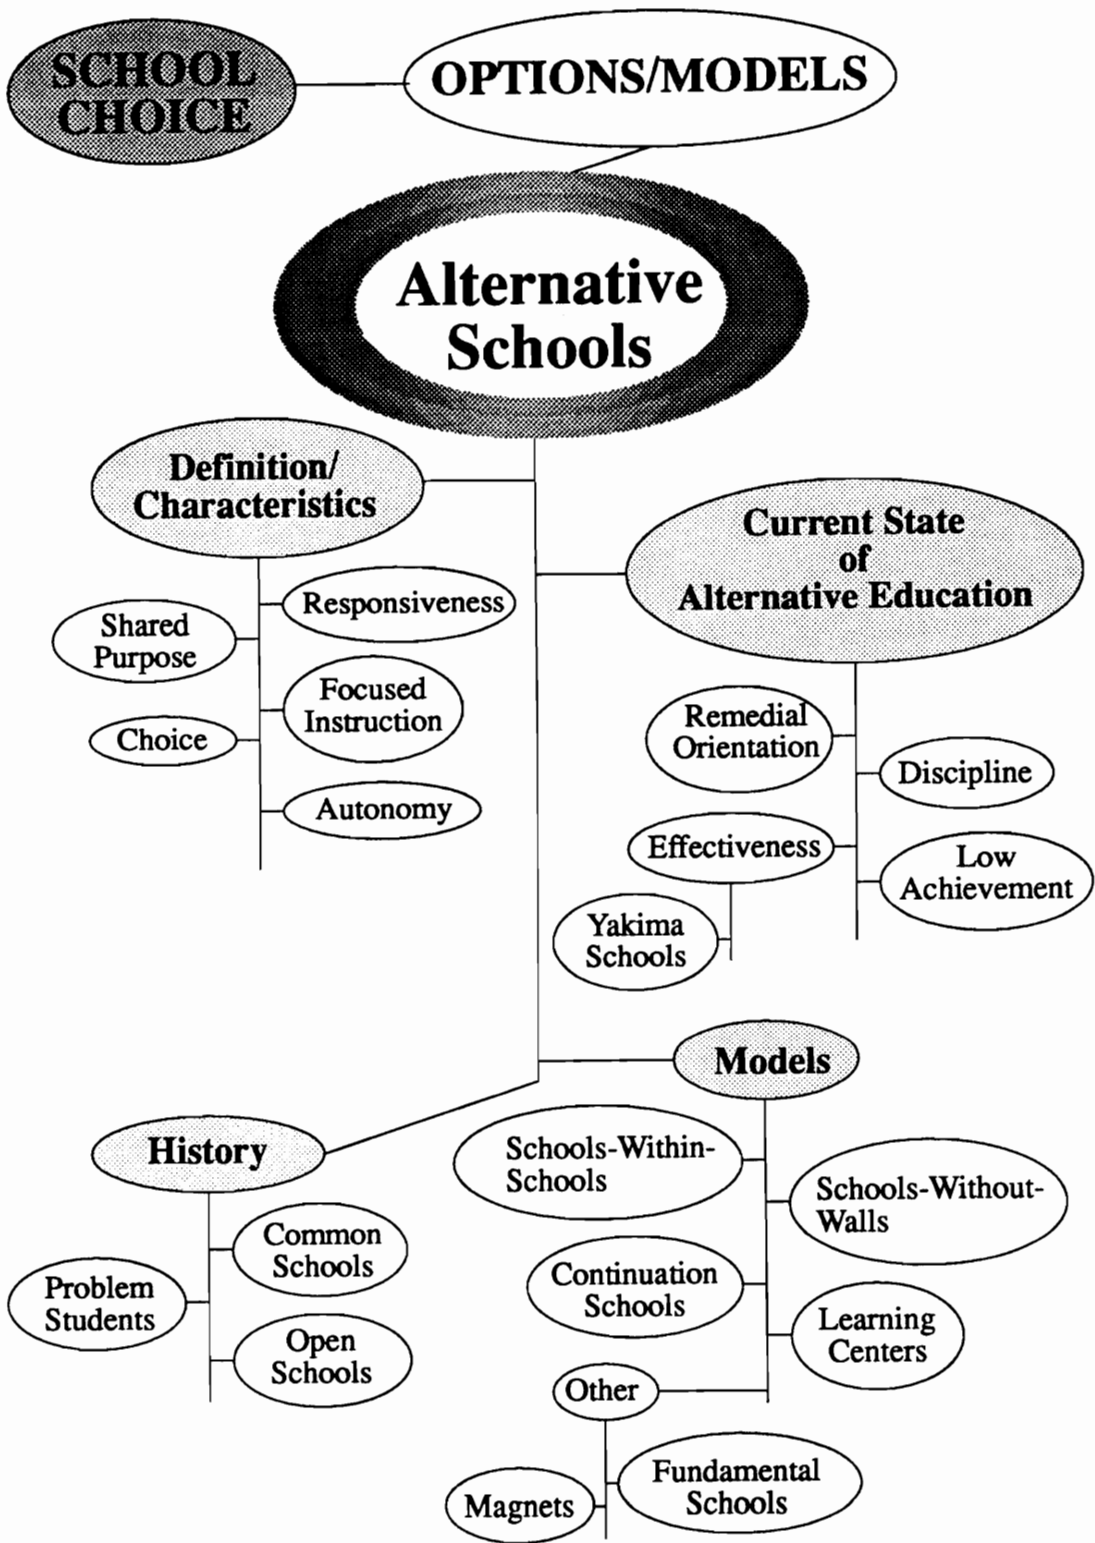 SCHOOL
CHOICE
OPTIONS/MODELS
Alternative
Schools
Definition/
Characteristics
Responsiveness
Shared
Purpose
Focused
Instruction
Choice
Autonomy
Current State
of
Alternative Education
Remedial
Orientation
Discipline
Effectiveness
Low
Achievement
Yakima
Schools
Models
Schools-Within-
Schools
Schools-Without-
Walls
Continuation
Schools
Learning
Centers
Other
Fundamental
Schools
Magnets
History
Common
Schools
Problem
Students
Open
Schools